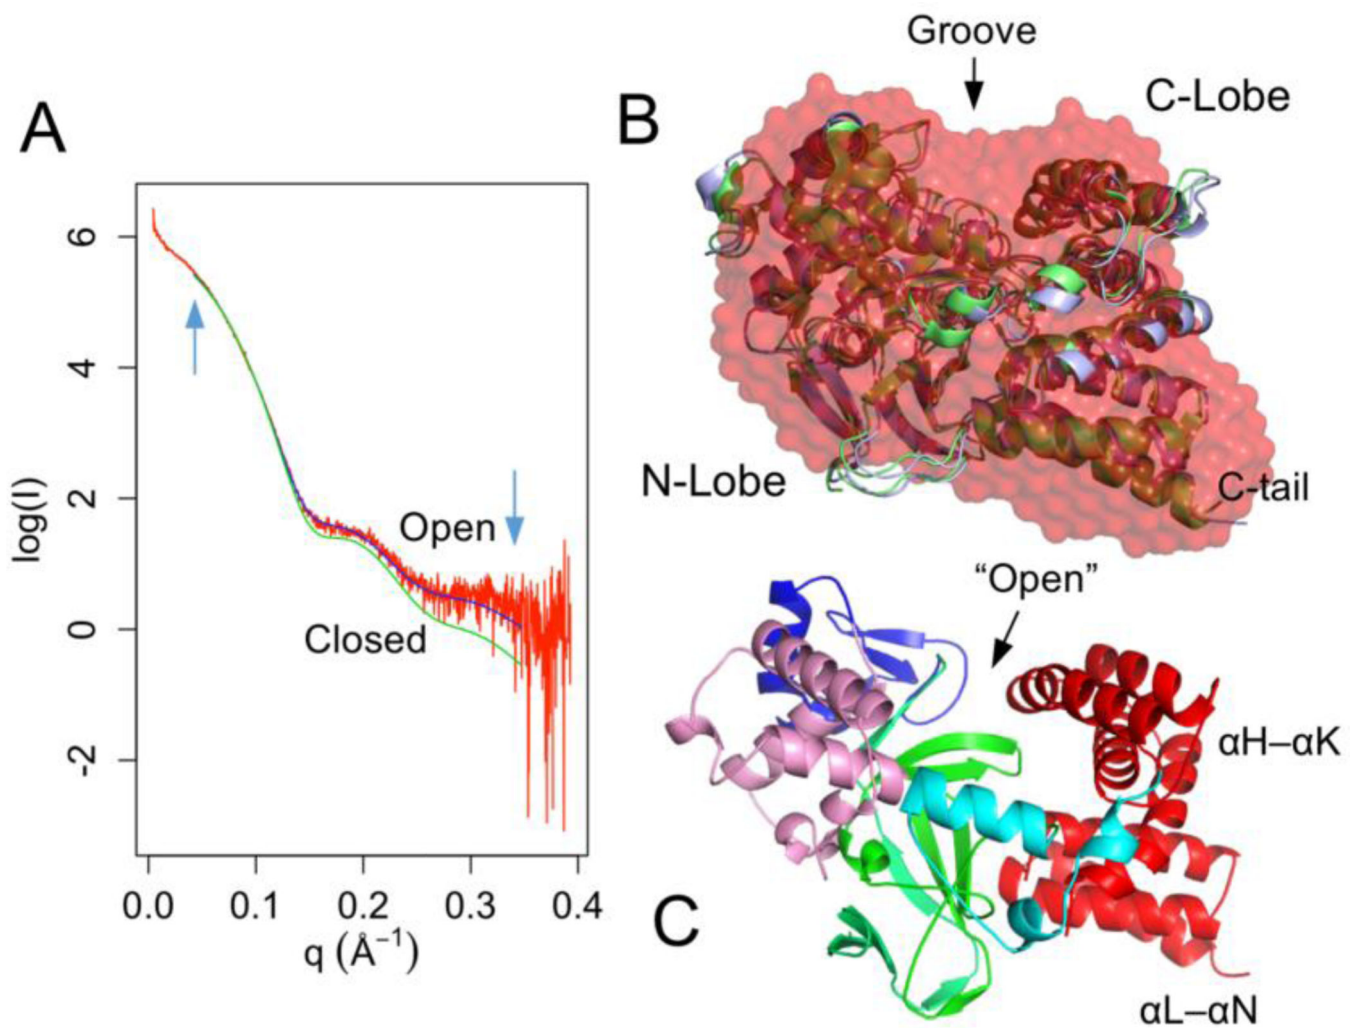 A
6
4
2
0
-2
log(I)
Open
Closed
0.0 0.1 0.2 0.3 0.4
q (Å⁻¹)
B
Groove
C-Lobe
N-Lobe
C-tail
C
“Open”
αH–αK
αL–αN